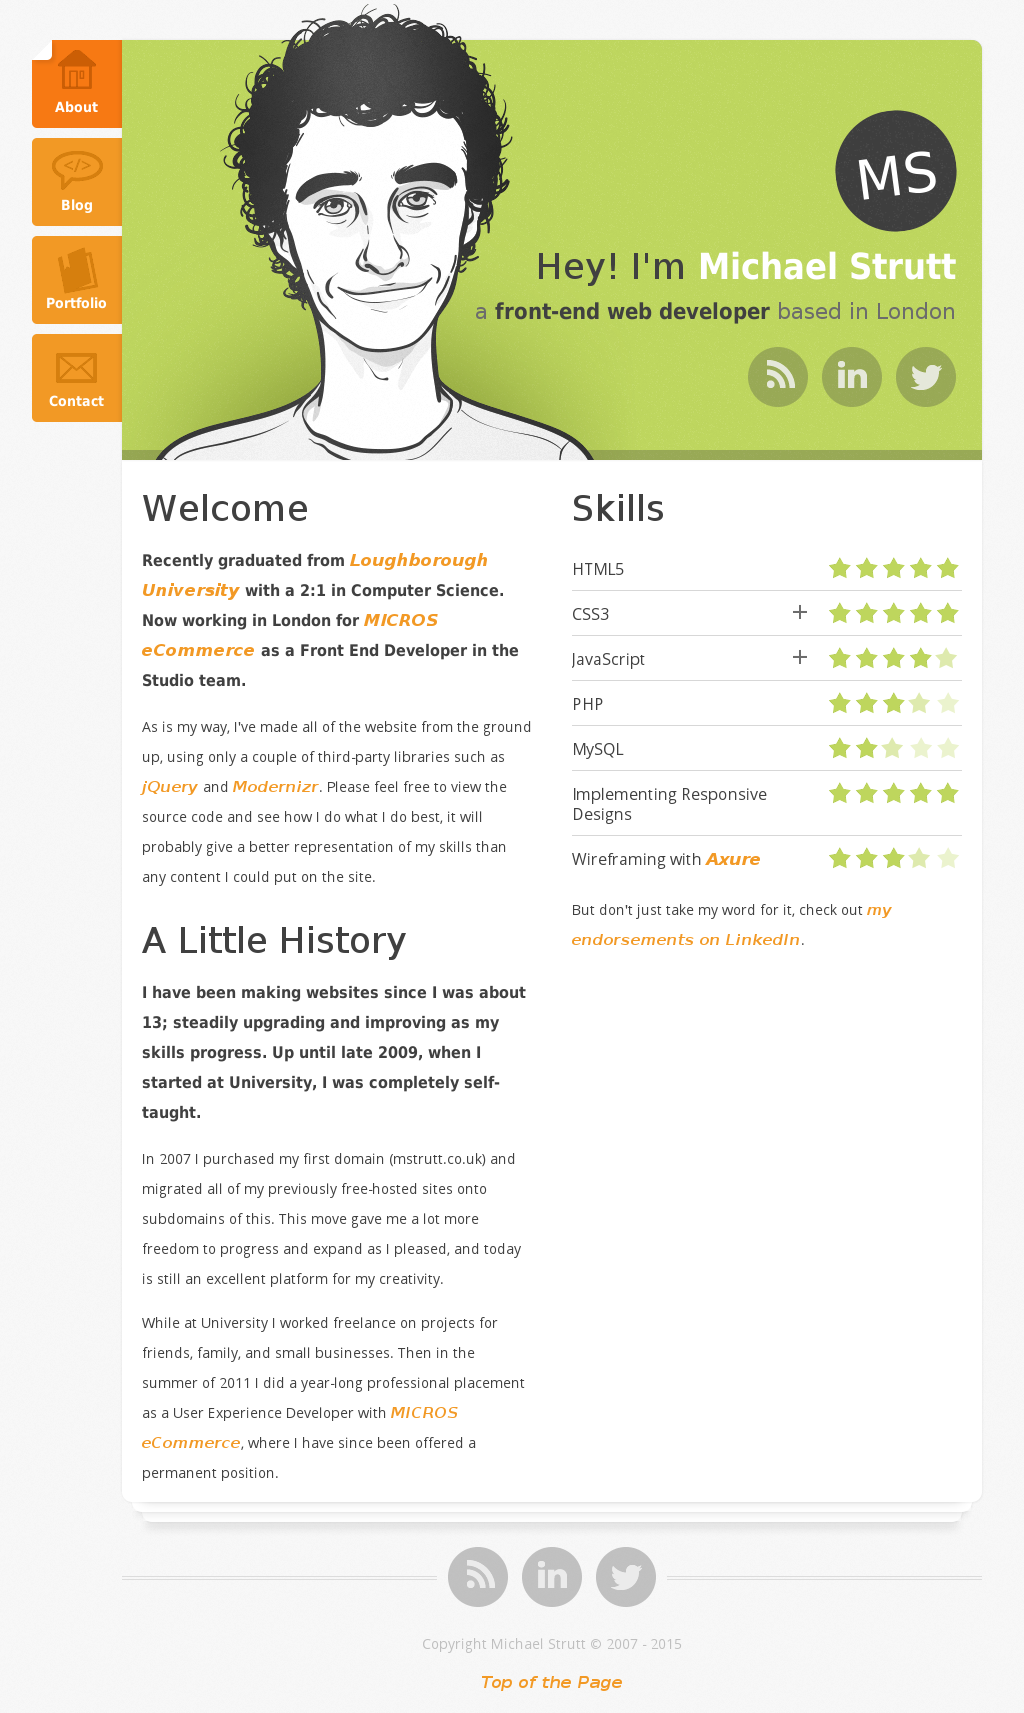 About
Blog
Portfolio
Contact
MS
Hey! I'm Michael Strutt
a front-end web developer based in London
Welcome
Recently graduated from Loughborough
University with a 2:1 in Computer Science.
Now working in London for MICROS
eCommerce as a Front End Developer in the
Studio team.
As is my way, I've made all of the website from the ground
up, using only a couple of third-party libraries such as
jQuery and Modernizr. Please feel free to view the
source code and see how I do what I do best, it will
probably give a better representation of my skills than
any content I could put on the site.
A Little History
I have been making websites since I was about
13; steadily upgrading and improving as my
skills progress. Up until late 2009, when I
started at University, I was completely self-
taught.
In 2007 I purchased my first domain (mstrutt.co.uk) and
migrated all of my previously free-hosted sites onto
subdomains of this. This move gave me a lot more
freedom to progress and expand as I pleased, and today
is still an excellent platform for my creativity.
While at University I worked freelance on projects for
friends, family, and small businesses. Then in the
summer of 2011 I did a year-long professional placement
as a User Experience Developer with MICROS
eCommerce, where I have since been offered a
permanent position.
Skills
HTML5
CSS3 +
JavaScript +
PHP
MySQL
Implementing Responsive
Designs
Wireframing with Axure
But don't just take my word for it, check out my
endorsements on LinkedIn.
in
Copyright Michael Strutt © 2007 - 2015
Top of the Page